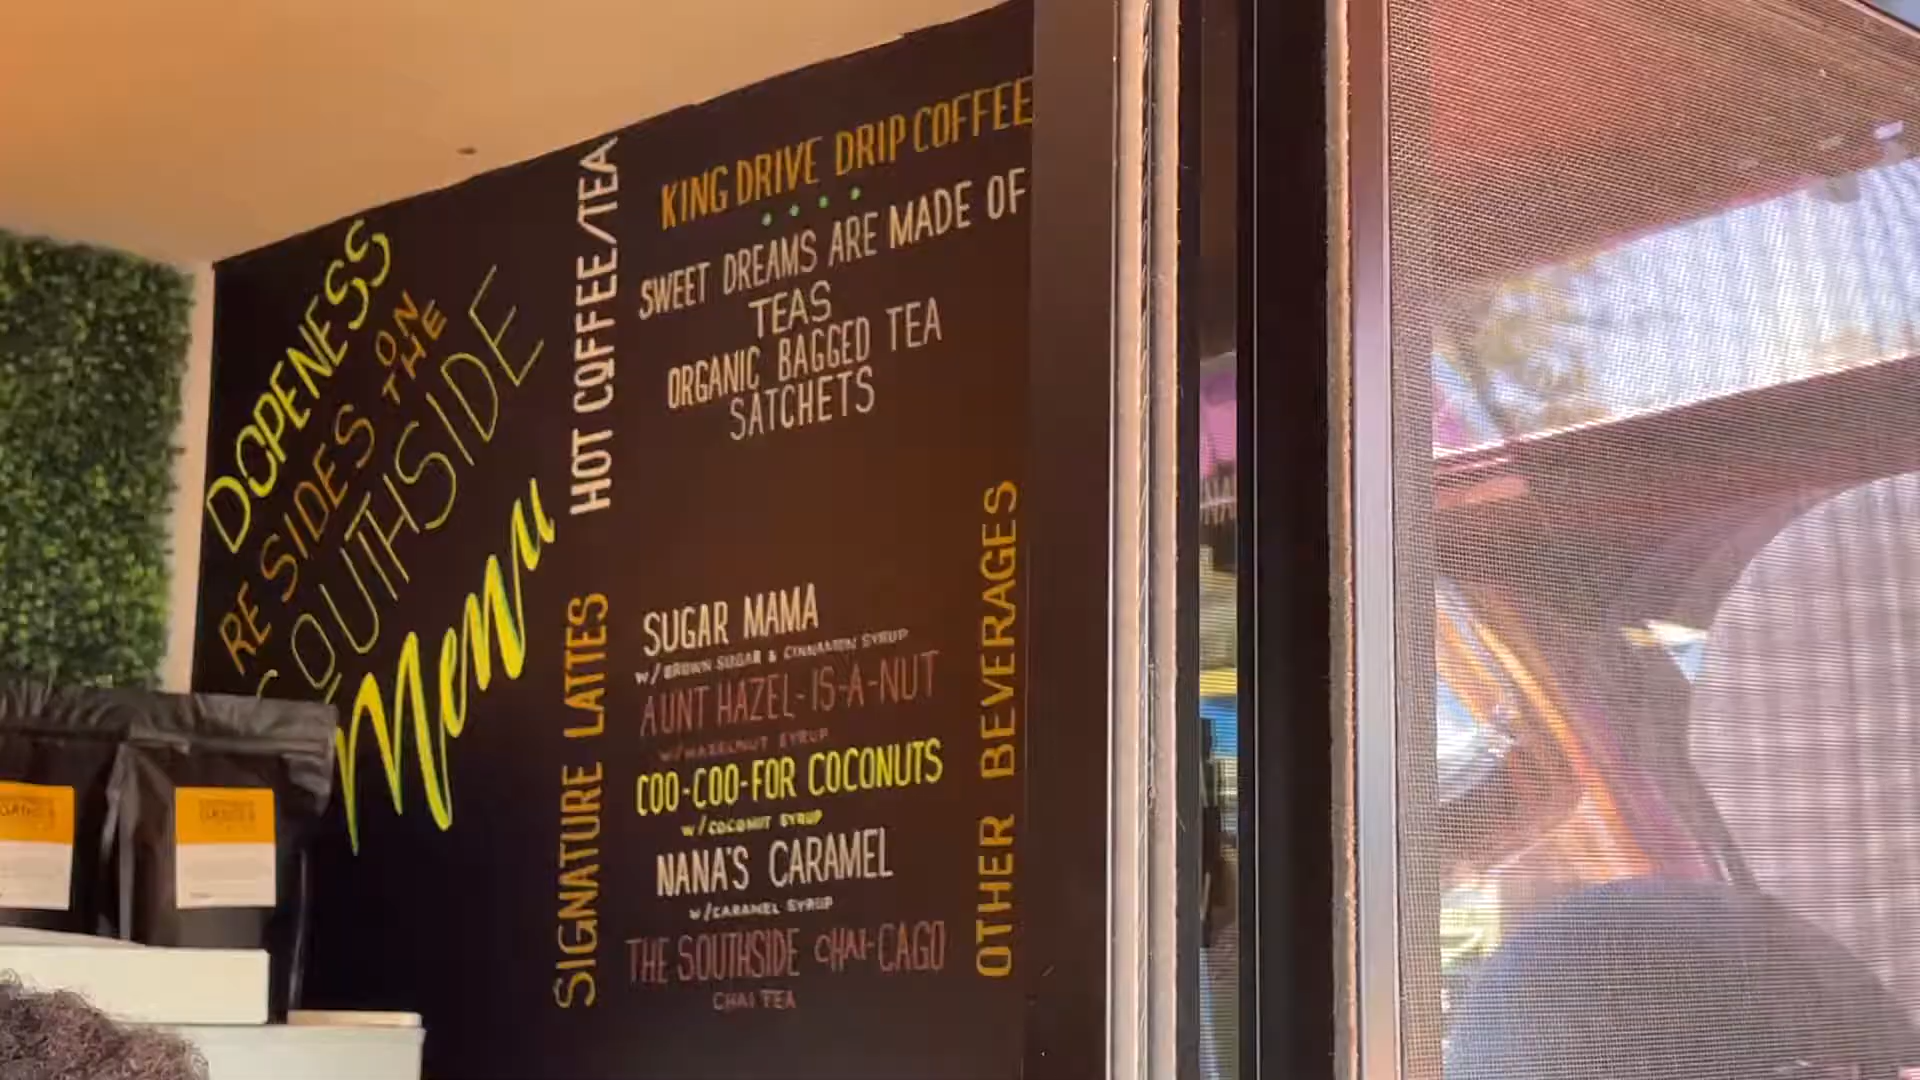 DOPENESS
RESIDES ON
THE
SOUTHSIDE
Menu
HOT COFFEE/TEA
KING DRIVE DRIP COFFEE
SWEET DREAMS ARE MADE OF
TEAS
ORGANIC BAGGED TEA
SATCHETS
SIGNATURE LATTES
SUGAR MAMA
W/BROWN SUGAR & CINNAMON SYRUP
AUNT HAZEL-IS-A-NUT
W/HAZELNUT SYRUP
COO-COO-FOR COCONUTS
W/COCONUT SYRUP
NANA'S CARAMEL
W/CARAMEL SYRUP
THE SOUTHSIDE CHAI-CAGO
CHAI TEA
OTHER BEVERAGES